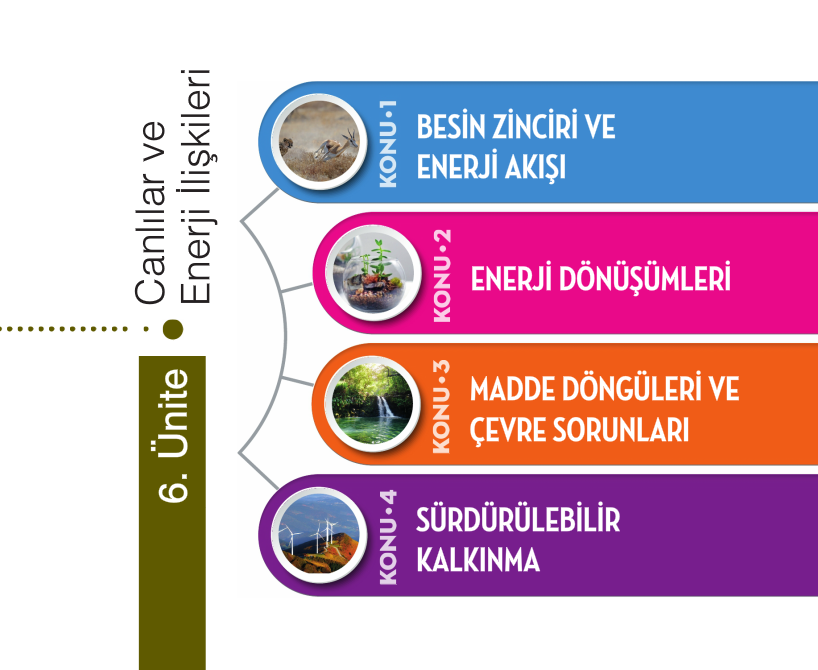 6. Ünite
Canlılar ve
Enerji İlişkileri
KONU•1
BESİN ZİNCİRİ VE
ENERJİ AKIŞI
KONU•2
ENERJİ DÖNÜŞÜMLERİ
KONU•3
MADDE DÖNGÜLERİ VE
ÇEVRE SORUNLARI
KONU•4
SÜRDÜRÜLEBİLİR
KALKINMA